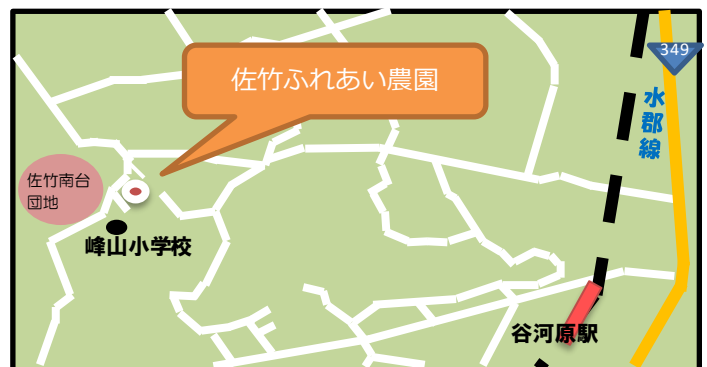 349
佐竹ふれあい農園
水郡線
佐竹南台
団地
峰山小学校
谷河原駅